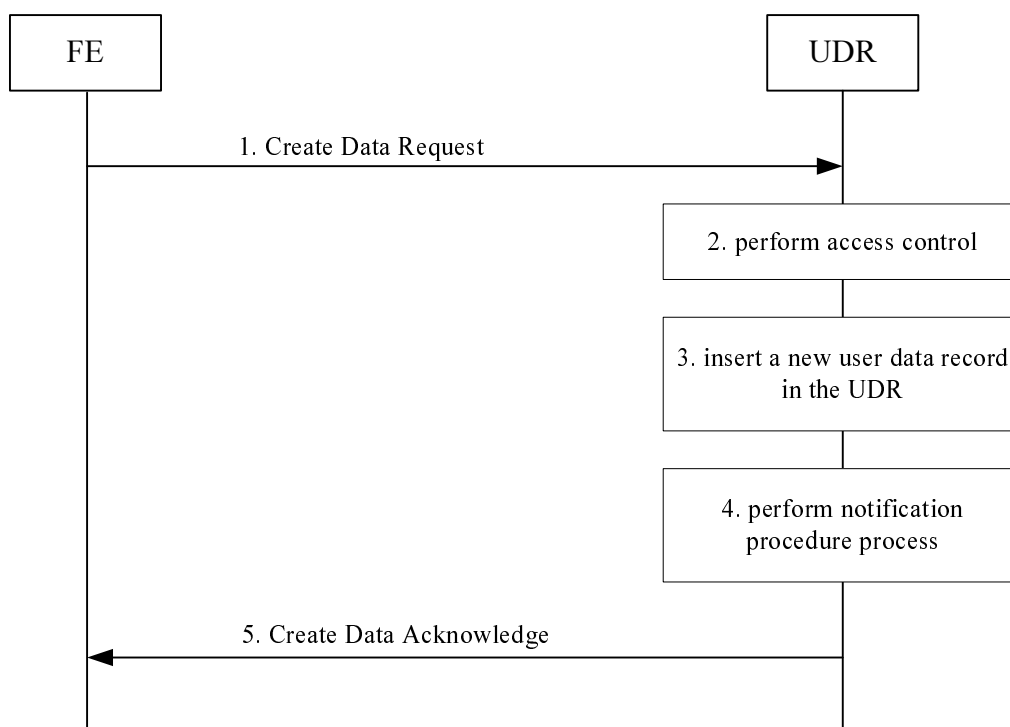 FE
UDR
1. Create Data Request
2. perform access control
3. insert a new user data record
in the UDR
4. perform notification
procedure process
5. Create Data Acknowledge